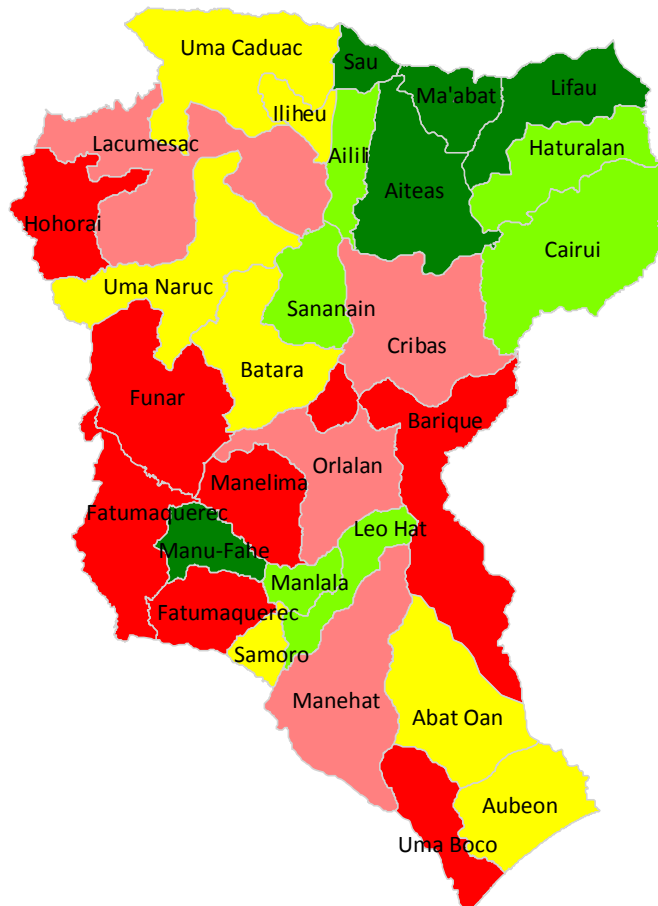 Uma Caduac
Sau
Ma'abat
Lifau
Iliheu
Lacumesac
Ailili
Haturalan
Aiteas
Hohorai
Cairui
Uma Naruc
Sananain
Cribas
Batara
Funar
Barique
Orlalan
Manelima
Fatumaquerec
Leo Hat
Manu-Fahe
Manlala
Fatumaquerec
Samoro
Manehat
Abat Oan
Aubeon
Uma Boco